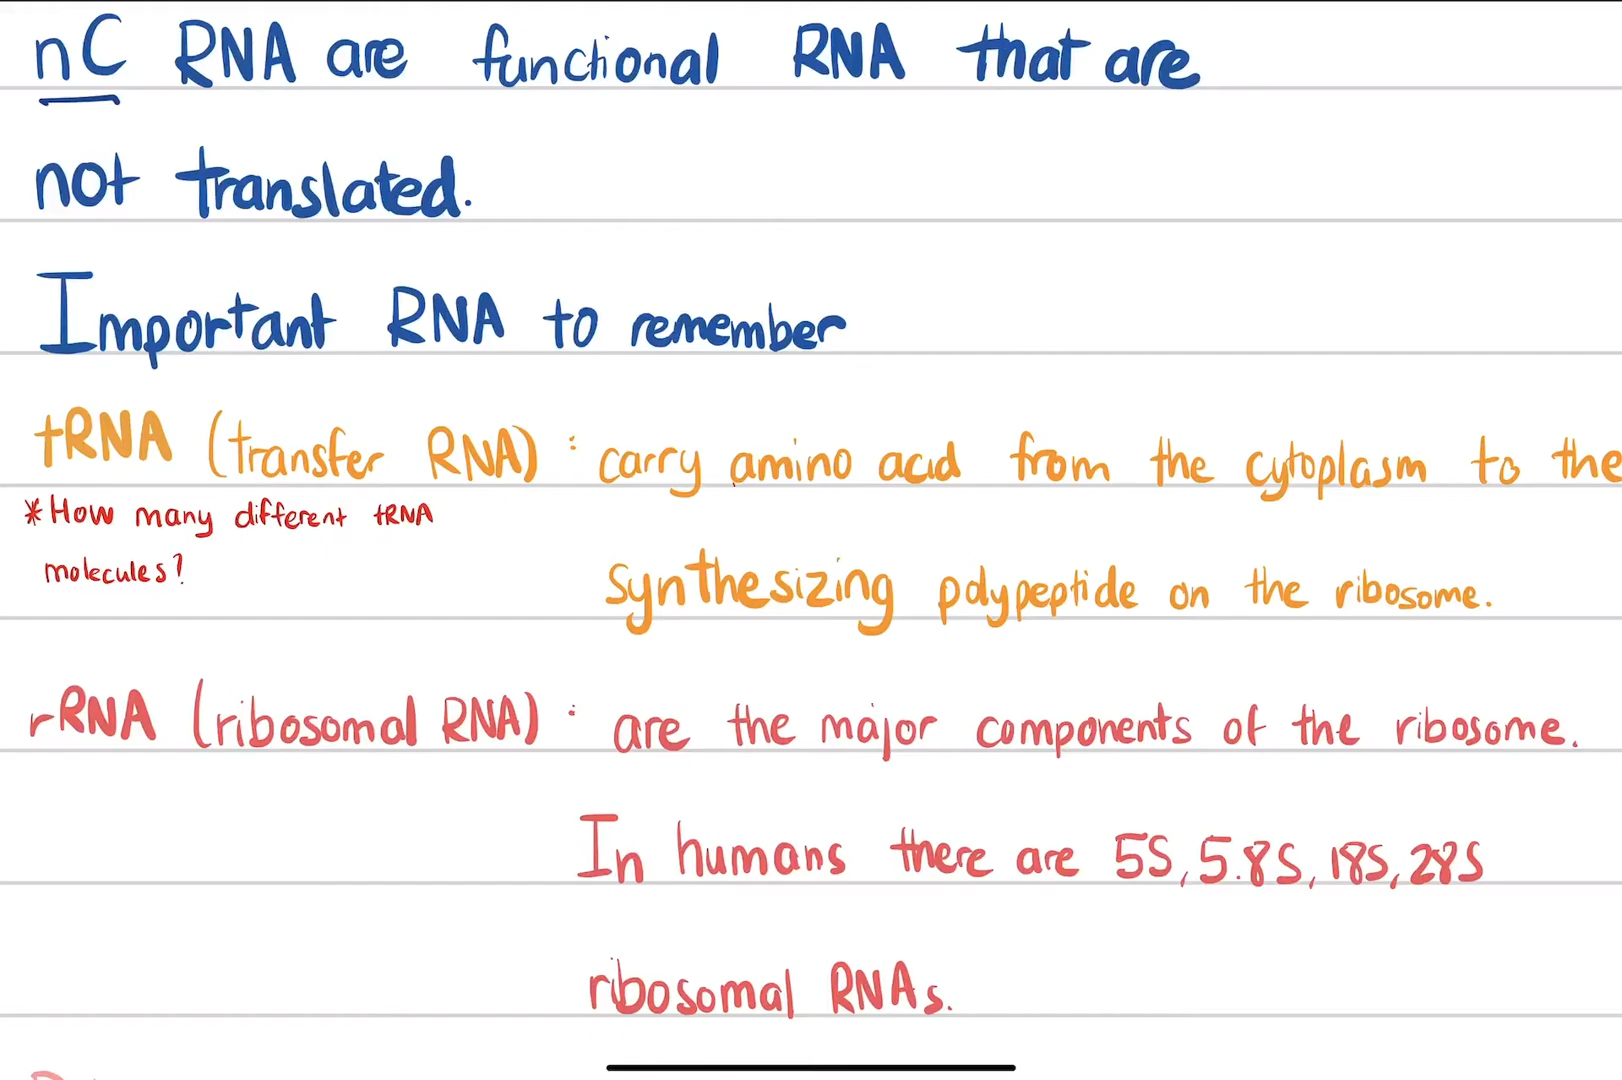 nC RNA are functional RNA that are
not translated.
Important RNA to remember
tRNA (transfer RNA) : carry amino acid from the cytoplasm to the
*How many different tRNA
molecules?
synthesizing polypeptide on the ribosome.
rRNA (ribosomal RNA) : are the major components of the ribosome.
In humans there are 5S, 5.8S, 18S, 28S
ribosomal RNAs.